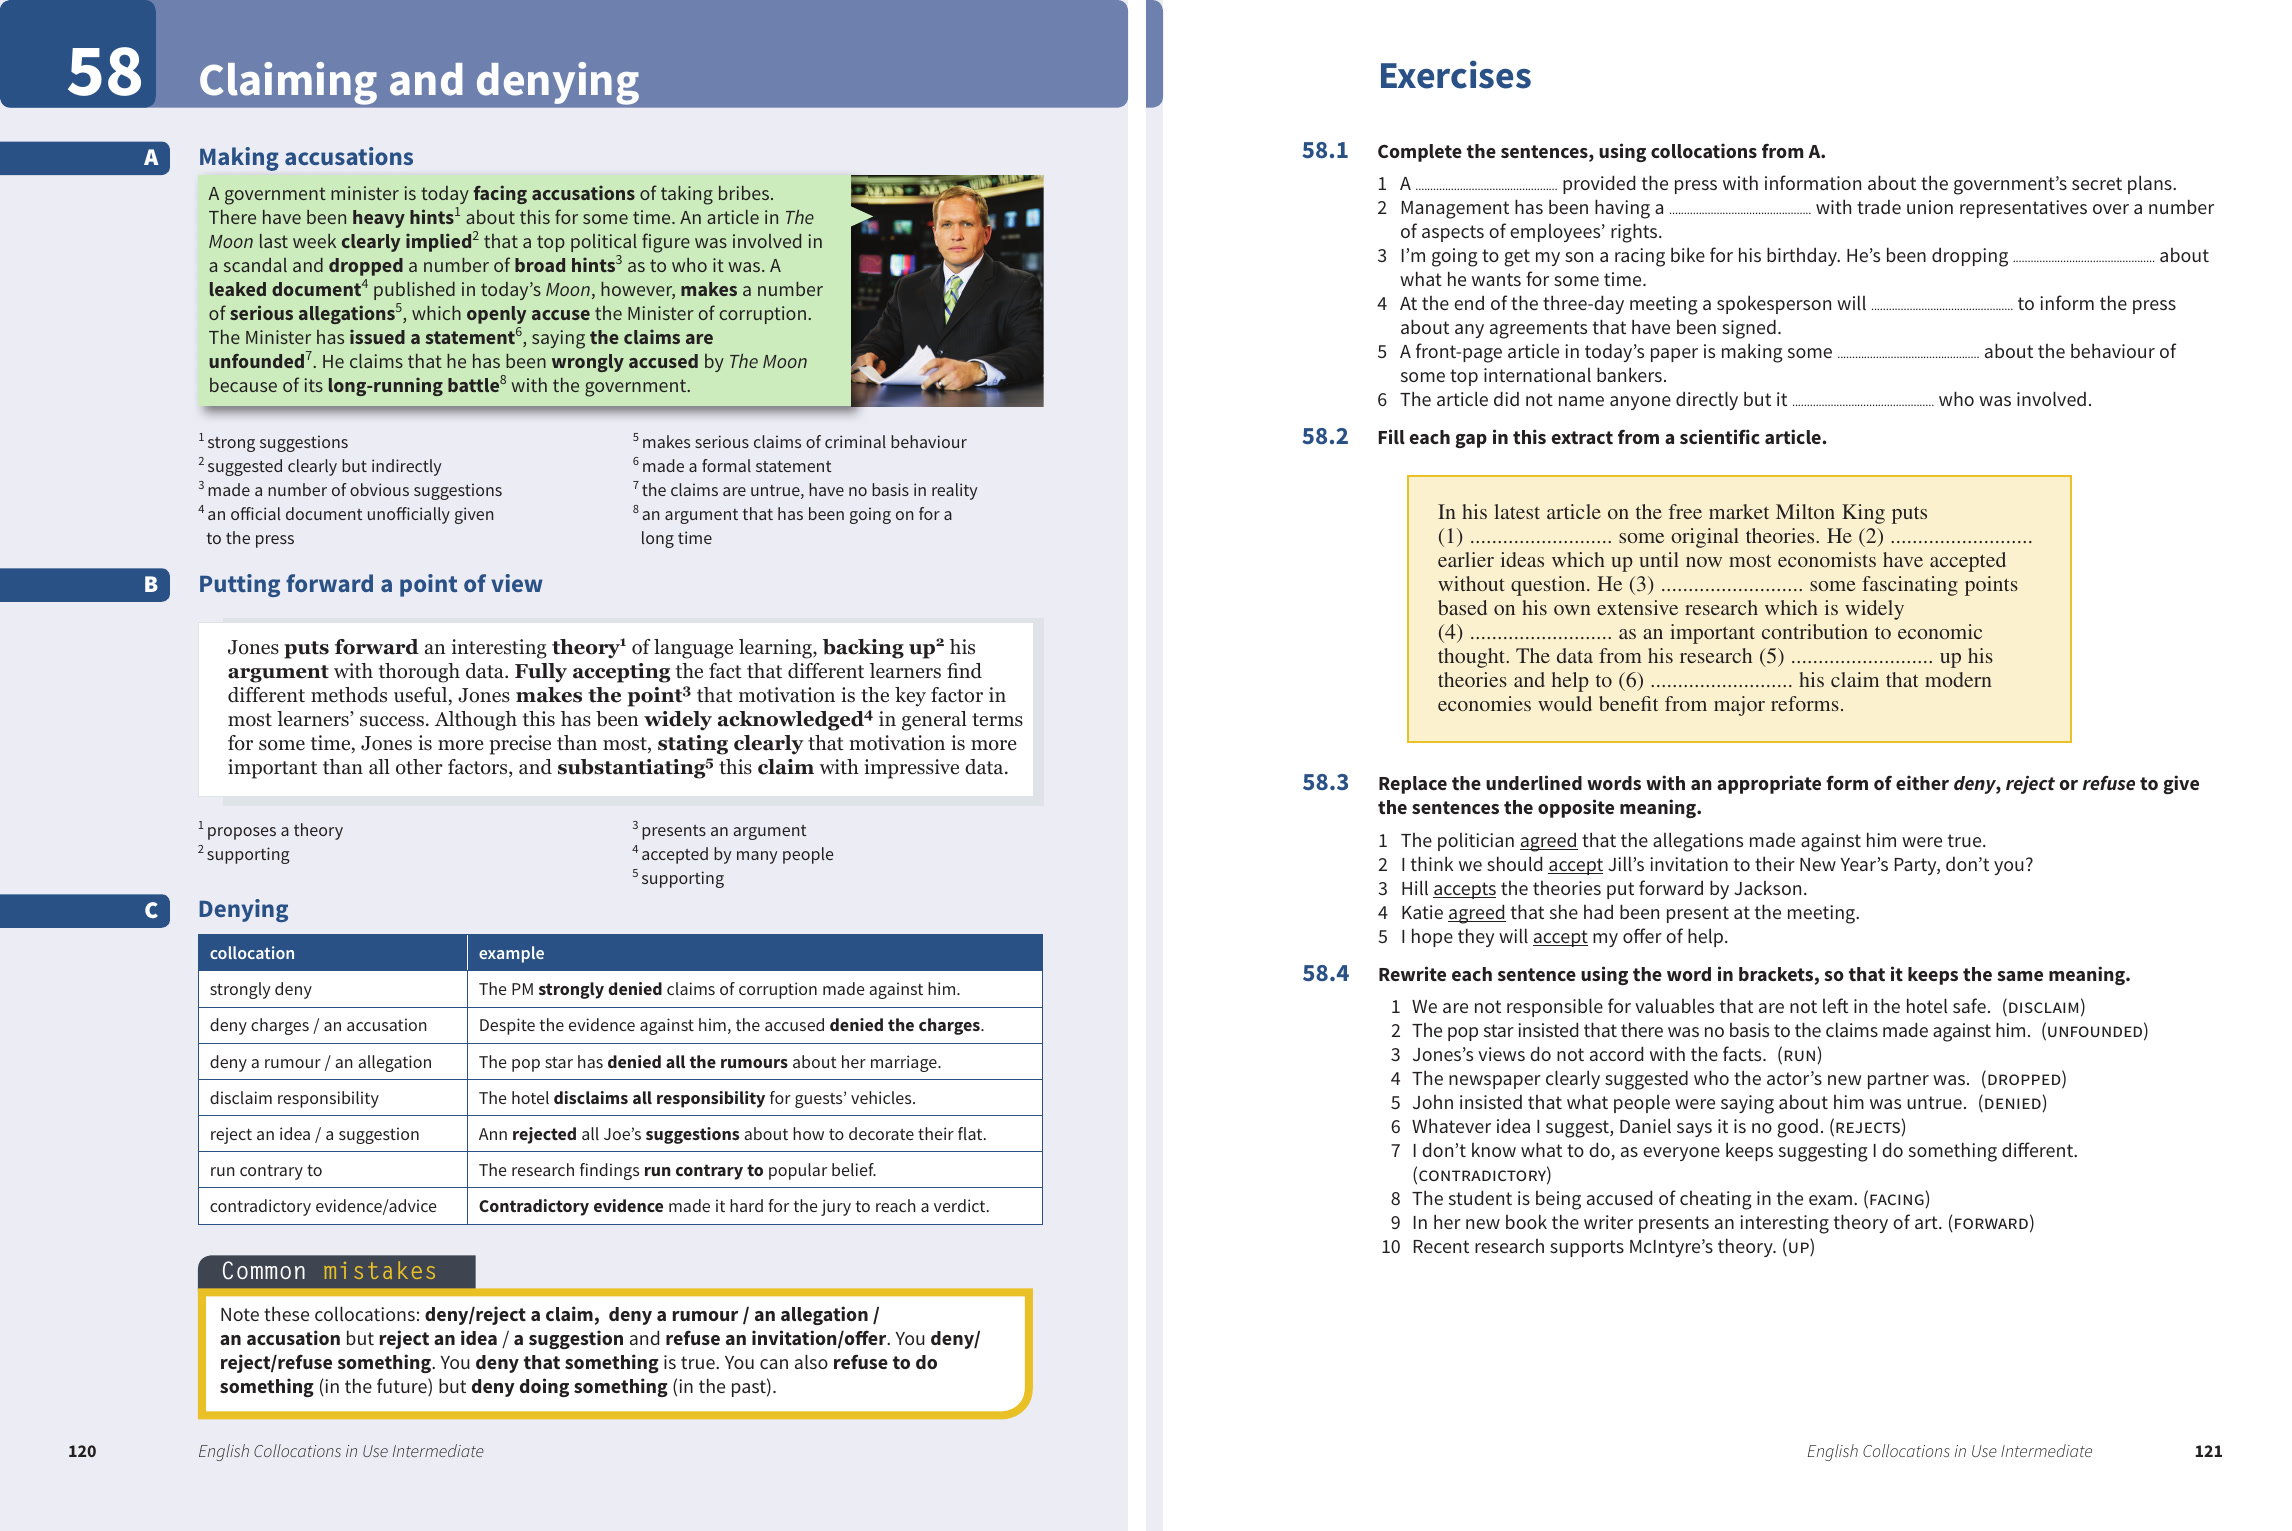 58
Claiming and denying
A
Making accusations
A government minister is today facing accusations of taking bribes.
There have been heavy hints1 about this for some time. An article in The
Moon last week clearly implied2 that a top political figure was involved in
a scandal and dropped a number of broad hints3 as to who it was. A
leaked document4 published in today's Moon, however, makes a number
of serious allegations5, which openly accuse the Minister of corruption.
The Minister has issued a statement6, saying the claims are
unfounded7. He claims that he has been wrongly accused by The Moon
because of its long-running battle8 with the government.
1 strong suggestions
2 suggested clearly but indirectly
3 made a number of obvious suggestions
4 an official document unofficially given
to the press
5 makes serious claims of criminal behaviour
6 made a formal statement
7 the claims are untrue, have no basis in reality
8 an argument that has been going on for a
long time
B
Putting forward a point of view
Jones puts forward an interesting theory1 of language learning, backing up2 his
argument with thorough data. Fully accepting the fact that different learners find
different methods useful, Jones makes the point3 that motivation is the key factor in
most learners' success. Although this has been widely acknowledged4 in general terms
for some time, Jones is more precise than most, stating clearly that motivation is more
important than all other factors, and substantiating5 this claim with impressive data.
1 proposes a theory
2 supporting
3 presents an argument
4 accepted by many people
5 supporting
C
Denying
collocation example
strongly deny The PM strongly denied claims of corruption made against him.
deny charges / an accusation Despite the evidence against him, the accused denied the charges.
deny a rumour / an allegation The pop star has denied all the rumours about her marriage.
disclaim responsibility The hotel disclaims all responsibility for guests' vehicles.
reject an idea / a suggestion Ann rejected all Joe's suggestions about how to decorate their flat.
run contrary to The research findings run contrary to popular belief.
contradictory evidence/advice Contradictory evidence made it hard for the jury to reach a verdict.
Common mistakes
Note these collocations: deny/reject a claim, deny a rumour / an allegation /
an accusation but reject an idea / a suggestion and refuse an invitation/offer. You deny/
reject/refuse something. You deny that something is true. You can also refuse to do
something (in the future) but deny doing something (in the past).
120 English Collocations in Use Intermediate
Exercises
58.1 Complete the sentences, using collocations from A.
1 A .......... provided the press with information about the government's secret plans.
2 Management has been having a .......... with trade union representatives over a number
of aspects of employees' rights.
3 I'm going to get my son a racing bike for his birthday. He's been dropping .......... about
what he wants for some time.
4 At the end of the three-day meeting a spokesperson will .......... to inform the press
about any agreements that have been signed.
5 A front-page article in today's paper is making some .......... about the behaviour of
some top international bankers.
6 The article did not name anyone directly but it .......... who was involved.
58.2 Fill each gap in this extract from a scientific article.
In his latest article on the free market Milton King puts
(1) .......................... some original theories. He (2) ..........................
earlier ideas which up until now most economists have accepted
without question. He (3) .......................... some fascinating points
based on his own extensive research which is widely
(4) .......................... as an important contribution to economic
thought. The data from his research (5) .......................... up his
theories and help to (6) .......................... his claim that modern
economies would benefit from major reforms.
58.3 Replace the underlined words with an appropriate form of either deny, reject or refuse to give
the sentences the opposite meaning.
1 The politician agreed that the allegations made against him were true.
2 I think we should accept Jill's invitation to their New Year's Party, don't you?
3 Hill accepts the theories put forward by Jackson.
4 Katie agreed that she had been present at the meeting.
5 I hope they will accept my offer of help.
58.4 Rewrite each sentence using the word in brackets, so that it keeps the same meaning.
1 We are not responsible for valuables that are not left in the hotel safe. (DISCLAIM)
2 The pop star insisted that there was no basis to the claims made against him. (UNFOUNDED)
3 Jones's views do not accord with the facts. (RUN)
4 The newspaper clearly suggested who the actor's new partner was. (DROPPED)
5 John insisted that what people were saying about him was untrue. (DENIED)
6 Whatever idea I suggest, Daniel says it is no good. (REJECTS)
7 I don't know what to do, as everyone keeps suggesting I do something different.
(CONTRADICTORY)
8 The student is being accused of cheating in the exam. (FACING)
9 In her new book the writer presents an interesting theory of art. (FORWARD)
10 Recent research supports McIntyre's theory. (UP)
English Collocations in Use Intermediate 121